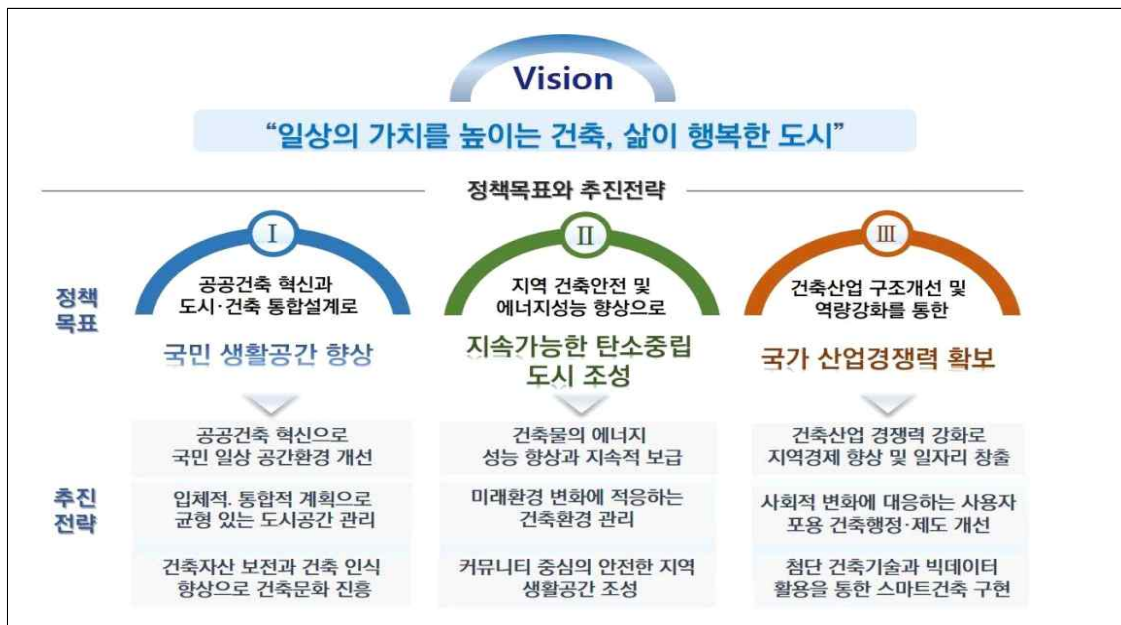 Vision
“일상의 가치를 높이는 건축, 삶이 행복한 도시”
정책목표와 추진전략
정책
목표
Ⅰ
공공건축 혁신과
도시·건축 통합설계로
국민 생활공간 향상
Ⅱ
지역 건축안전 및
에너지성능 향상으로
지속가능한 탄소중립
도시 조성
Ⅲ
건축산업 구조개선 및
역량강화를 통한
국가 산업경쟁력 확보
추진
전략
공공건축 혁신으로
국민 일상 공간환경 개선
입체적. 통합적 계획으로
균형 있는 도시공간 관리
건축자산 보전과 건축 인식
향상으로 건축문화 진흥
건축물의 에너지
성능 향상과 지속적 보급
미래환경 변화에 적응하는
건축환경 관리
커뮤니티 중심의 안전한 지역
생활공간 조성
건축산업 경쟁력 강화로
지역경제 향상 및 일자리 창출
사회적 변화에 대응하는 사용자
포용 건축행정·제도 개선
첨단 건축기술과 빅데이터
활용을 통한 스마트건축 구현